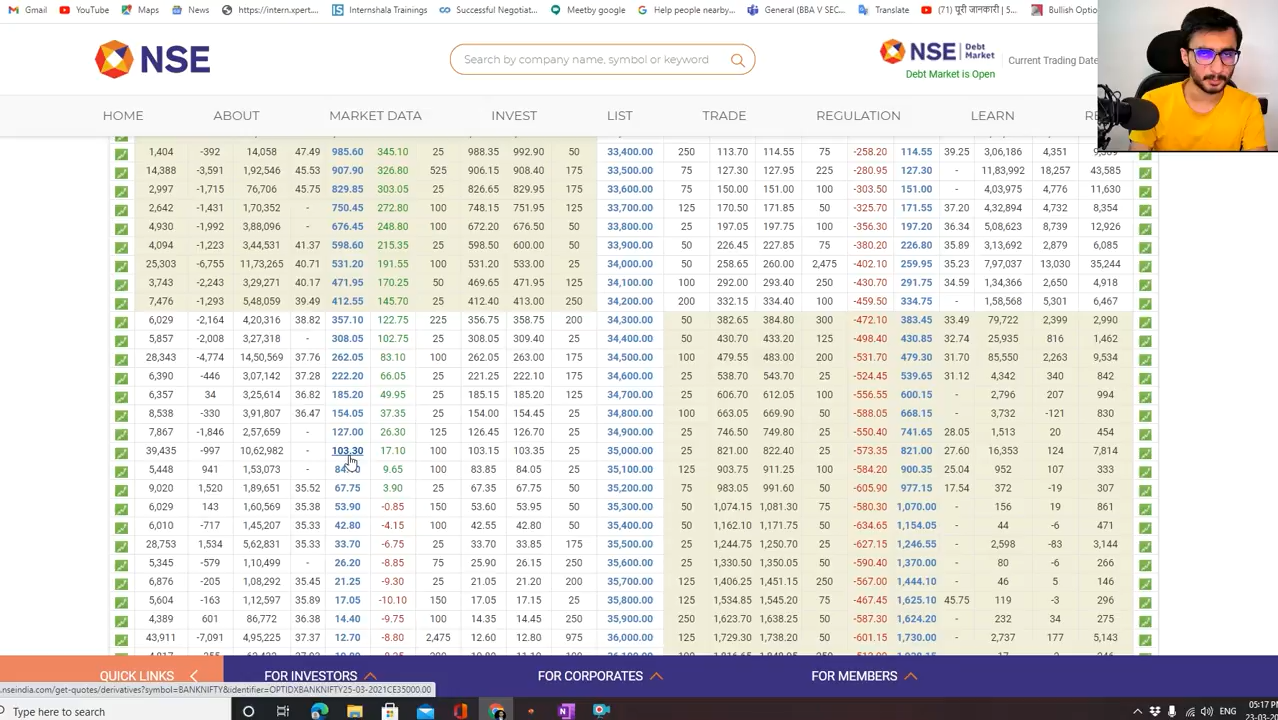 Gmail YouTube Maps News https://intern.xpert.... Internshala Trainings Successful Negotiat... Meetby google Help people nearby... General (BBA V SEC... Translate (71) पूरी जानकारी | 5... Bullish Optio
NSE Search by company name, symbol or keyword NSE Debt Market Current Trading Date
Debt Market is Open
HOME ABOUT MARKET DATA INVEST LIST TRADE REGULATION LEARN
1,404 -392 14,058 47.49 985.60 345.10 50 988.35 992.90 50 33,400.00 250 113.70 114.55 75 -258.20 114.55 39.25 3,06,186 4,351
14,388 -3,591 1,92,546 45.53 907.90 326.80 525 906.15 908.40 175 33,500.00 75 127.30 127.95 225 -280.95 127.30 - 11,83,992 18,257 43,585
2,997 -1,715 76,706 45.75 829.85 303.05 25 826.65 829.95 125 33,600.00 75 150.00 151.00 100 -303.50 151.00 - 4,03,975 4,776 11,630
2,642 -1,431 1,70,352 - 750.45 272.80 100 748.15 751.95 125 33,700.00 125 170.50 171.85 50 -325.70 171.55 37.20 4,32,894 4,732 8,354
4,930 -1,992 3,88,096 - 676.45 248.80 100 672.20 676.50 50 33,800.00 50 197.05 197.75 100 -356.30 197.20 36.34 5,08,623 8,739 12,926
4,094 -1,223 3,44,531 41.37 598.60 215.35 25 598.50 600.00 50 33,900.00 50 226.45 227.85 75 -380.20 226.80 35.89 3,13,692 2,879 6,085
25,303 -6,755 11,73,265 40.71 531.20 191.55 100 531.20 533.00 25 34,000.00 50 258.65 260.00 2,475 -402.10 259.95 35.23 7,97,037 13,030 35,244
3,743 -2,243 3,29,271 40.17 471.95 170.25 50 469.65 471.95 125 34,100.00 100 292.00 293.40 250 -430.70 291.75 34.59 1,34,366 2,650 4,918
7,476 -1,293 5,48,059 39.49 412.55 145.70 25 412.40 413.00 250 34,200.00 200 332.15 334.40 100 -459.50 334.75 - 1,58,568 5,301 6,467
6,029 -2,164 4,20,316 38.82 357.10 122.75 225 356.75 358.75 200 34,300.00 50 382.65 384.80 300 -472.10 383.45 33.49 79,722 2,399 2,990
5,857 -2,008 3,27,318 - 308.05 102.75 25 308.05 309.40 25 34,400.00 50 430.70 433.20 125 -498.40 430.85 32.74 25,935 816 1,462
28,343 -4,774 14,50,569 37.76 262.05 83.10 100 262.05 263.00 175 34,500.00 100 479.55 483.00 200 -531.70 479.30 31.70 85,550 2,263 9,534
6,390 -446 3,07,142 37.28 222.20 66.05 25 221.25 222.10 175 34,600.00 25 538.70 543.70 25 -524.45 539.65 31.12 4,342 340 842
6,357 34 3,25,614 36.82 185.20 49.95 25 185.15 185.20 125 34,700.00 25 606.70 612.05 100 -556.55 600.15 - 2,796 207 994
8,538 -330 3,91,807 36.47 154.05 37.35 25 154.00 154.45 25 34,800.00 100 663.05 669.90 50 -588.05 668.15 - 3,732 -121 830
7,867 -1,846 2,57,659 - 127.00 26.30 125 126.45 126.70 25 34,900.00 25 746.50 749.80 25 -550.40 741.65 28.05 1,513 20 454
39,435 -997 10,62,982 - 103.30 17.10 100 103.15 103.35 25 35,000.00 25 821.00 822.40 25 -573.35 821.00 27.60 16,353 124 7,814
5,448 941 1,53,073 - 9.65 100 83.85 84.05 25 35,100.00 125 903.75 911.25 100 -584.20 900.35 25.04 952 107 333
9,020 1,520 1,89,651 35.52 67.75 3.90 25 67.35 67.75 50 35,200.00 75 983.05 991.60 50 -605.90 977.15 17.54 372 -19 307
6,029 143 1,60,569 35.38 53.90 -0.85 150 53.60 53.95 50 35,300.00 50 1,074.15 1,081.30 75 -580.30 1,070.00 - 156 19 861
6,010 -717 1,45,207 35.33 42.80 -4.15 100 42.55 42.80 50 35,400.00 50 1,162.10 1,171.75 50 -634.65 1,154.05 - 44 -6 471
28,753 1,534 5,62,831 35.33 33.70 -6.75 25 33.70 33.85 175 35,500.00 25 1,244.75 1,250.70 25 -627.15 1,246.55 - 2,598 -83 3,144
5,345 -579 1,10,499 - 26.20 -8.85 75 25.90 26.15 250 35,600.00 25 1,330.50 1,350.05 25 -590.40 1,370.00 - 80 -6 266
6,876 -205 1,08,292 35.45 21.25 -9.30 25 21.05 21.20 200 35,700.00 125 1,406.25 1,451.15 250 -567.00 1,444.10 - 46 5 146
5,604 -163 1,12,597 35.89 17.05 -10.10 150 17.05 17.15 25 35,800.00 125 1,534.85 1,545.20 75 -467.45 1,625.10 45.75 119 -3 296
4,389 601 86,772 36.38 14.40 -9.75 100 14.35 14.45 250 35,900.00 100 1,623.70 1,638.25 50 -587.30 1,624.20 - 232 34 275
43,911 -7,091 4,95,225 37.37 12.70 -8.80 2,475 12.60 12.80 975 36,000.00 125 1,729.30 1,738.20 50 -601.15 1,730.00 - 2,737 177 5,143
QUICK LINKS FOR INVESTORS FOR CORPORATES FOR MEMBERS
.nseindia.com/get-quotes/derivatives?symbol=BANKNIFTY&identifier=OPTIDXBANKNIFTY25-03-2021CE35000.00
Type here to search ENG 05:17 P
23-03-